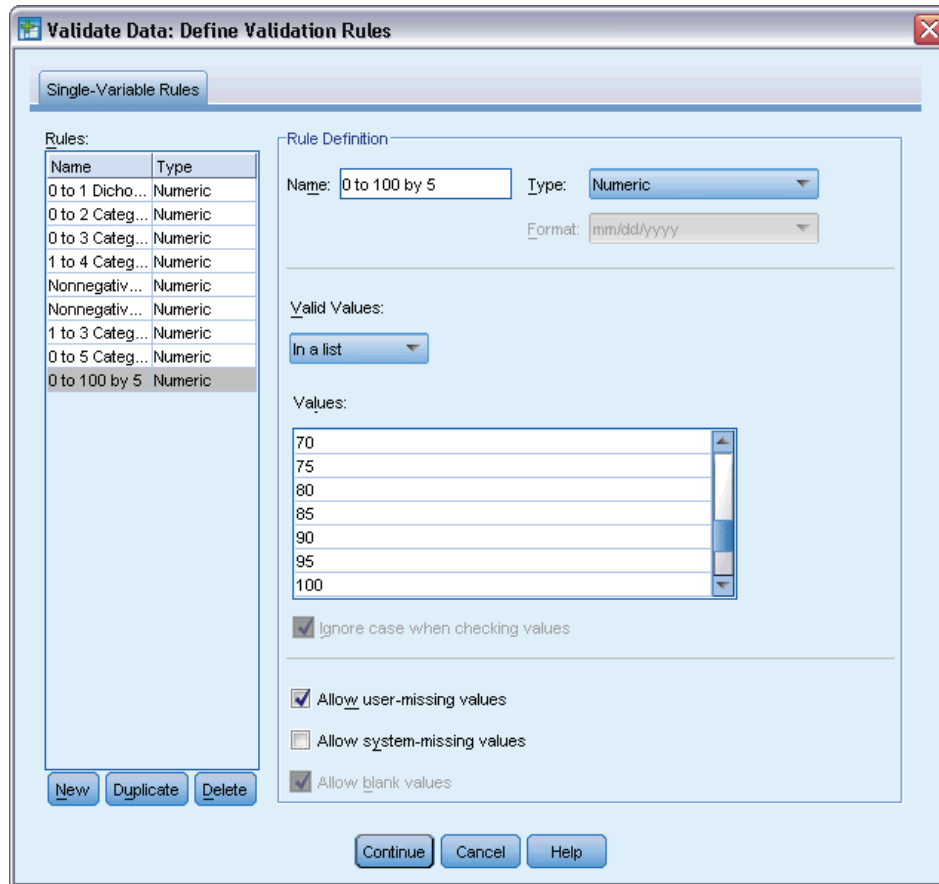 Validate Data: Define Validation Rules
Single-Variable Rules
Rules:
Name Type
0 to 1 Dicho... Numeric
0 to 2 Categ... Numeric
0 to 3 Categ... Numeric
1 to 4 Categ... Numeric
Nonnegativ... Numeric
Nonnegativ... Numeric
1 to 3 Categ... Numeric
0 to 5 Categ... Numeric
0 to 100 by 5 Numeric
New Duplicate Delete
Rule Definition
Name: 0 to 100 by 5 Type: Numeric
Format: mm/dd/yyyy
Valid Values:
In a list
Values:
70
75
80
85
90
95
100
Ignore case when checking values
Allow user-missing values
Allow system-missing values
Allow blank values
Continue Cancel Help